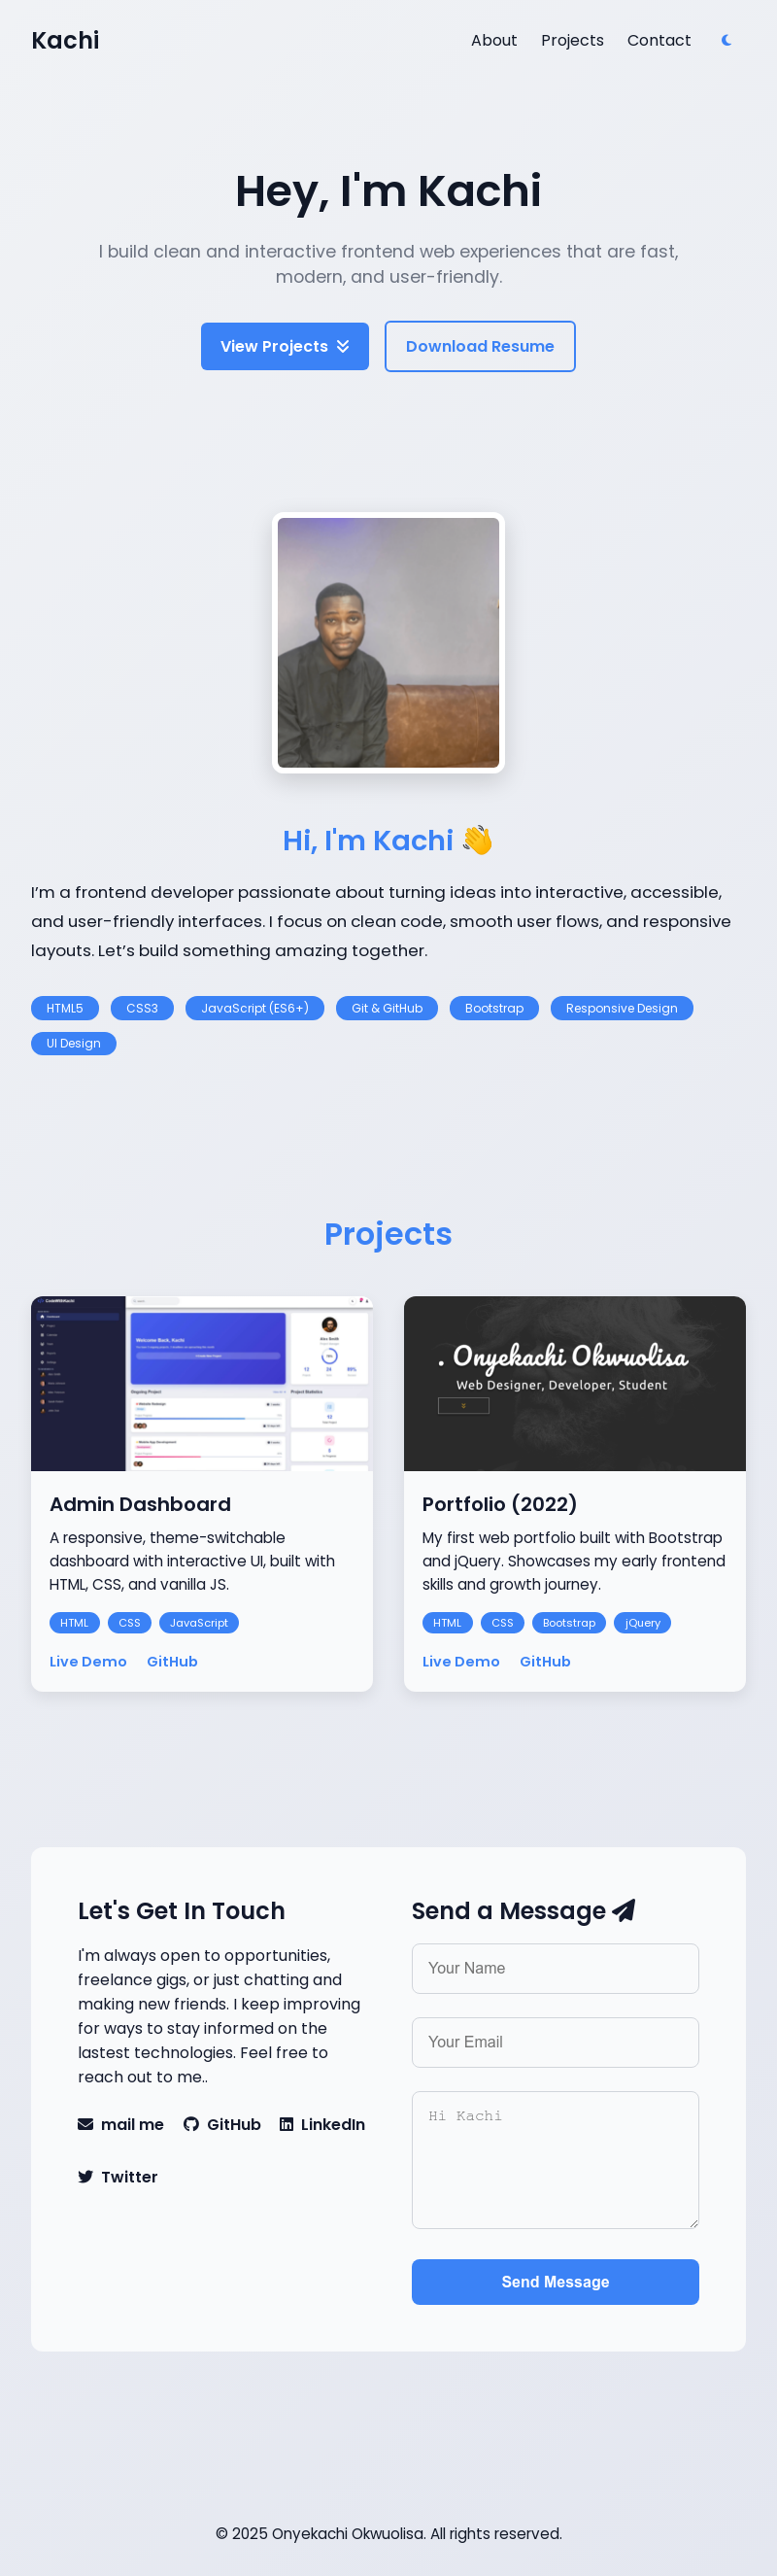 Kachi
About Projects Contact
Hey, I'm Kachi
I build clean and interactive frontend web experiences that are fast,
modern, and user-friendly.
View Projects
Download Resume
Hi, I'm Kachi 👋
I’m a frontend developer passionate about turning ideas into interactive, accessible,
and user-friendly interfaces. I focus on clean code, smooth user flows, and responsive
layouts. Let’s build something amazing together.
HTML5 CSS3 JavaScript (ES6+) Git & GitHub Bootstrap Responsive Design
UI Design
Projects
CodeWithKachi
Welcome Back, Kachi
Ongoing Project
Project Statistics
. Onyekachi Okwuolisa
Web Designer, Developer, Student
Admin Dashboard
A responsive, theme-switchable
dashboard with interactive UI, built with
HTML, CSS, and vanilla JS.
HTML CSS JavaScript
Live Demo GitHub
Portfolio (2022)
My first web portfolio built with Bootstrap
and jQuery. Showcases my early frontend
skills and growth journey.
HTML CSS Bootstrap jQuery
Live Demo GitHub
Let's Get In Touch
I'm always open to opportunities,
freelance gigs, or just chatting and
making new friends. I keep improving
for ways to stay informed on the
lastest technologies. Feel free to
reach out to me..
mail me GitHub LinkedIn
Twitter
Send a Message
Your Name
Your Email
Hi Kachi
Send Message
© 2025 Onyekachi Okwuolisa. All rights reserved.